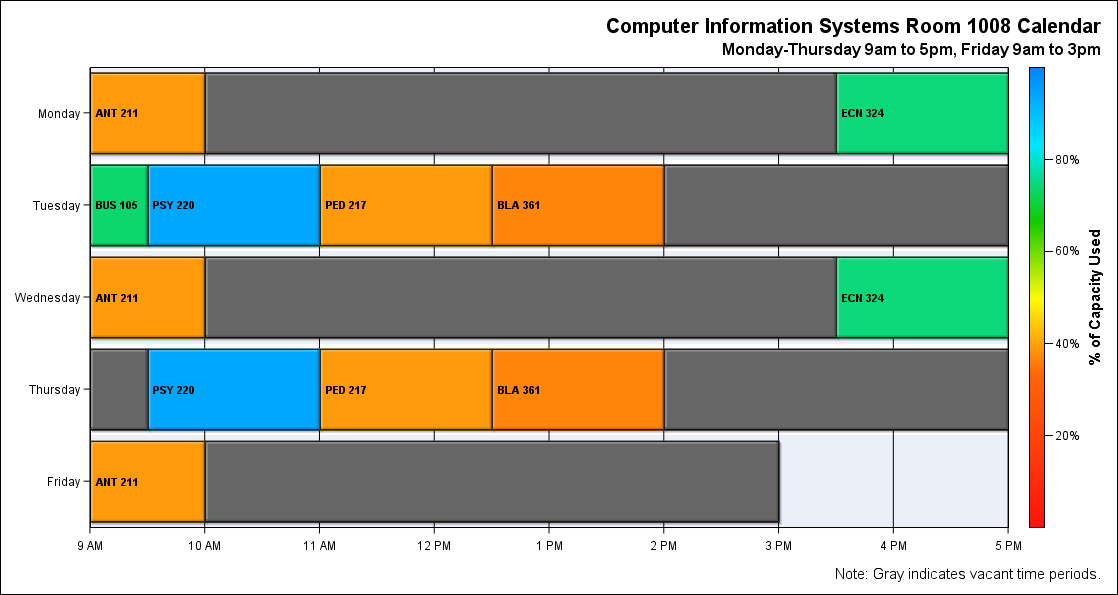 Computer Information Systems Room 1008 Calendar
Monday-Thursday 9am to 5pm, Friday 9am to 3pm
Monday
ANT 211
ECN 324
80%
Tuesday
BUS 105
PSY 220
PED 217
BLA 361
60%
% of Capacity Used
Wednesday
ANT 211
ECN 324
40%
Thursday
PSY 220
PED 217
BLA 361
20%
Friday
ANT 211
9 AM
10 AM
11 AM
12 PM
1 PM
2 PM
3 PM
4 PM
5 PM
Note: Gray indicates vacant time periods.